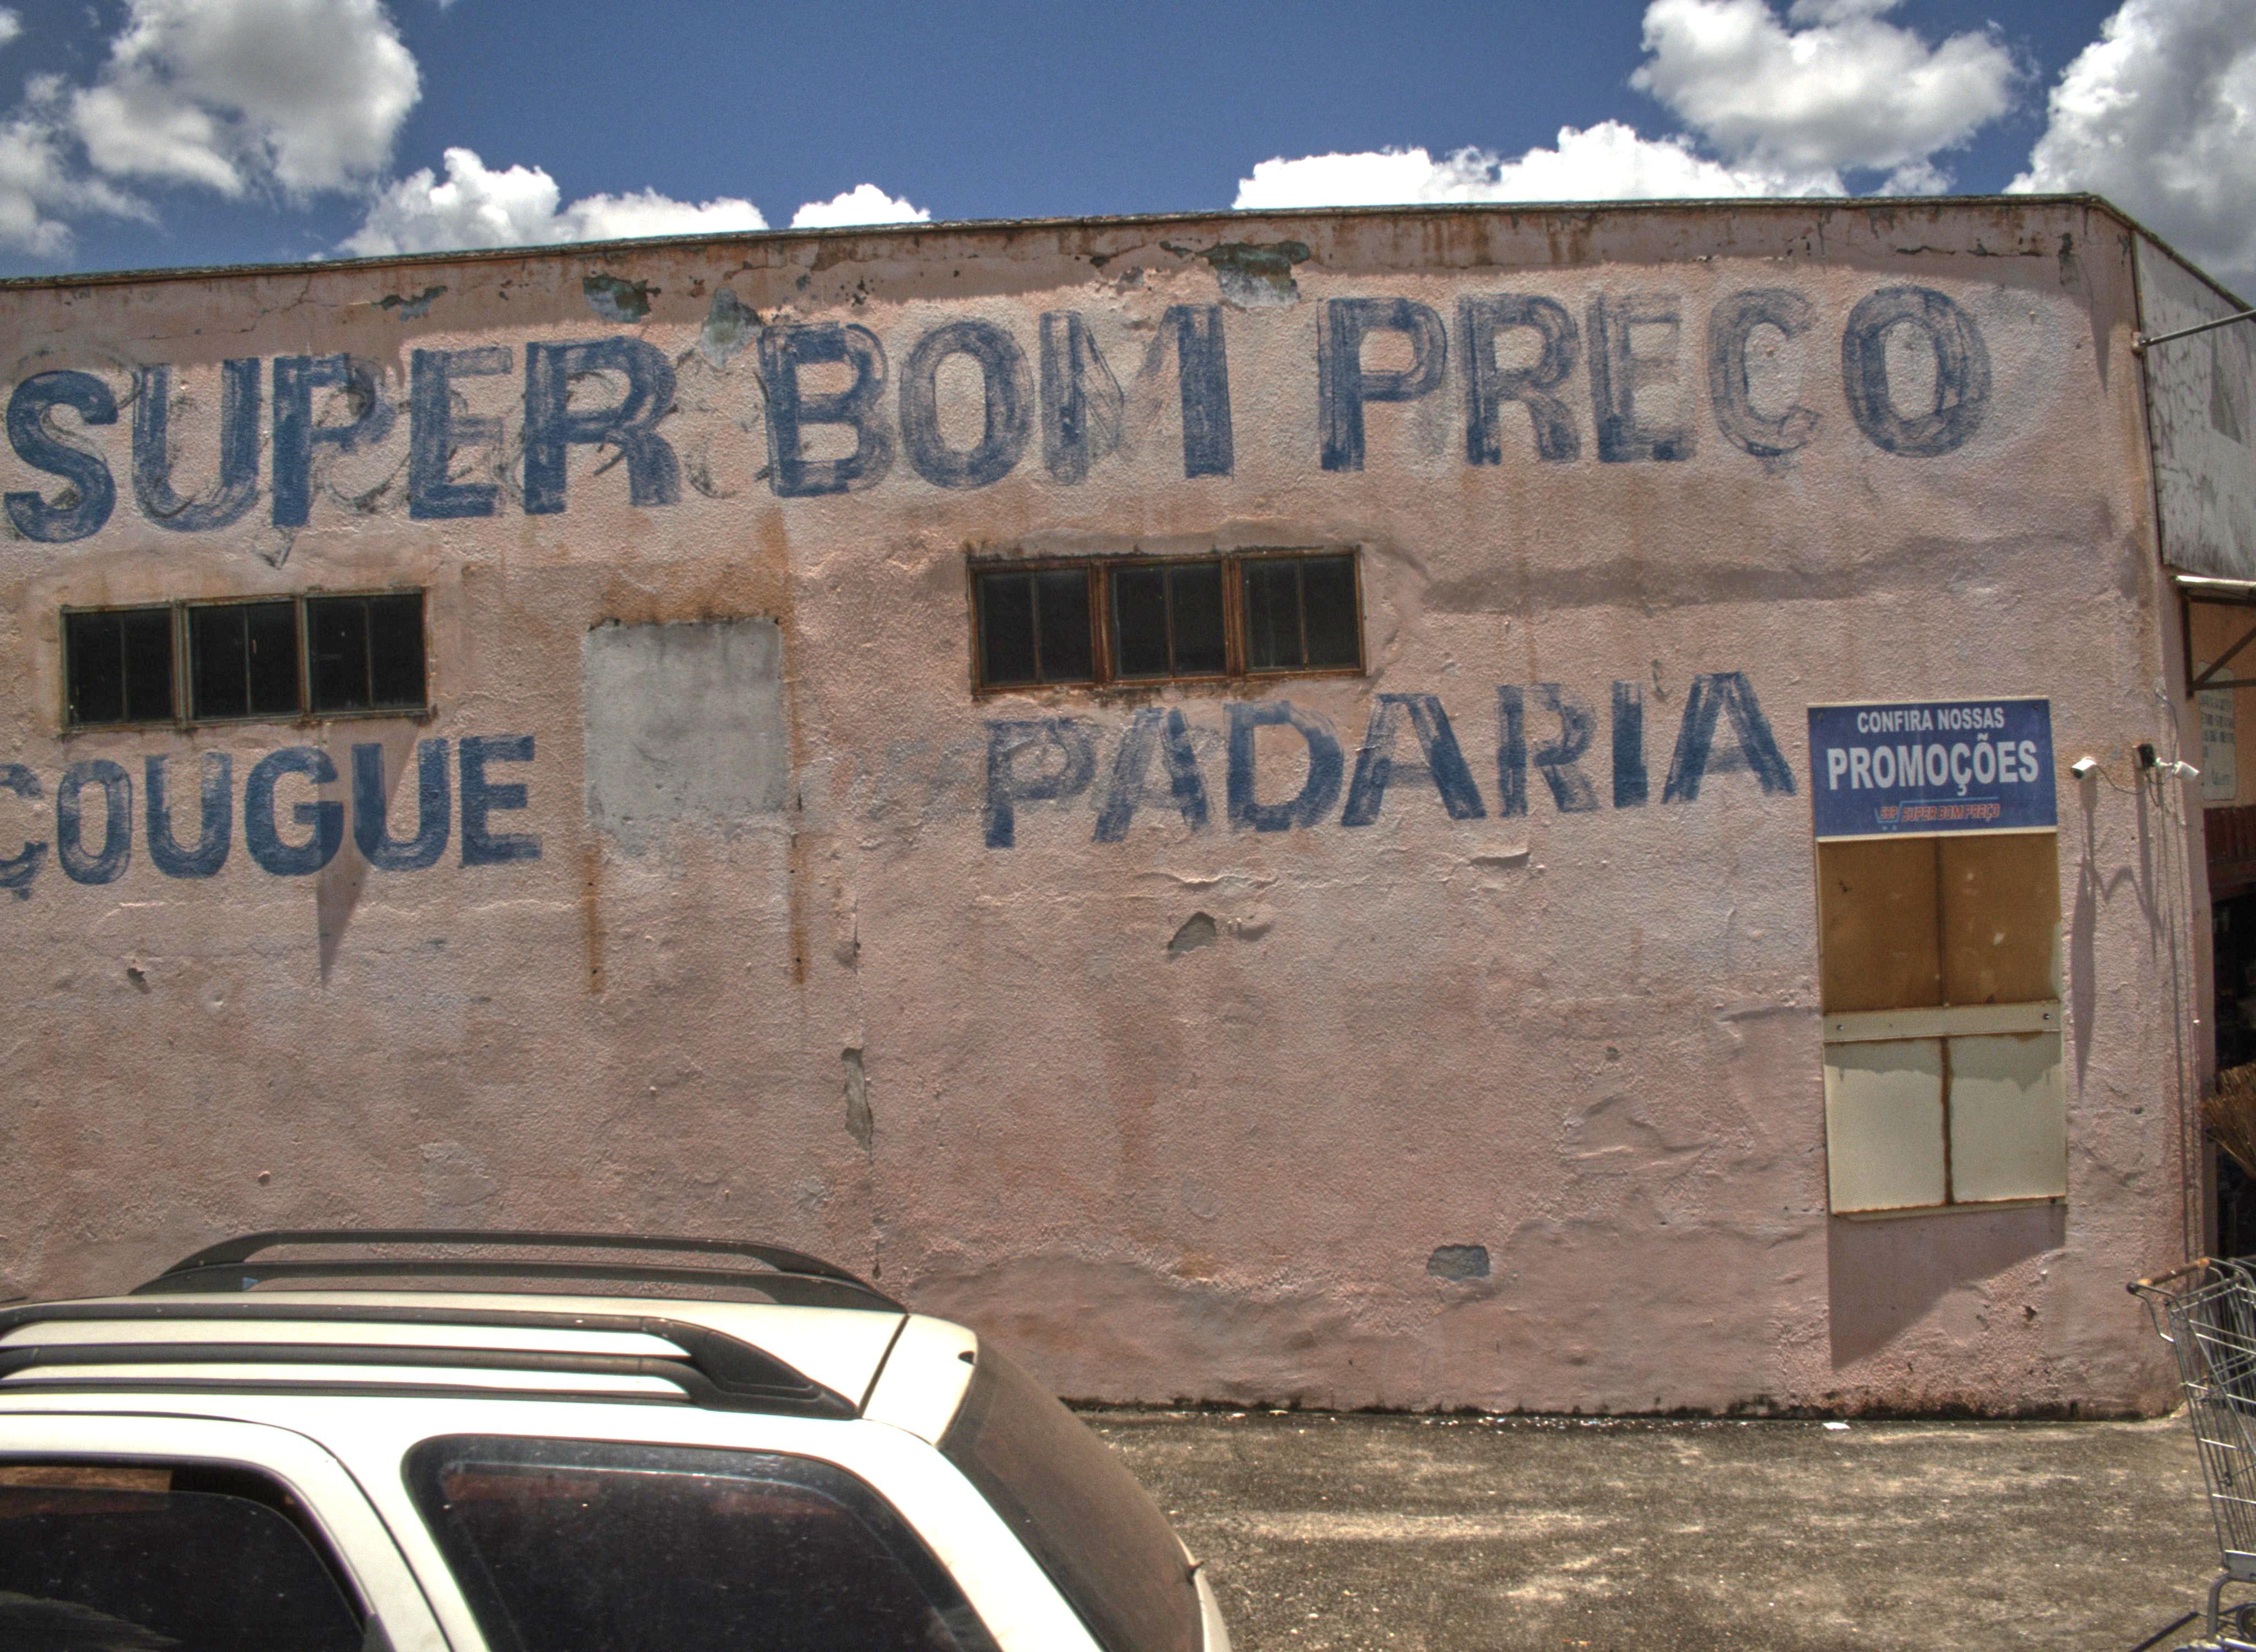 SUPER BOM PREÇO
ÇOUGUE
PADARIA
CONFIRA NOSSAS
PROMOÇÕES
SUPER BOM PREÇO